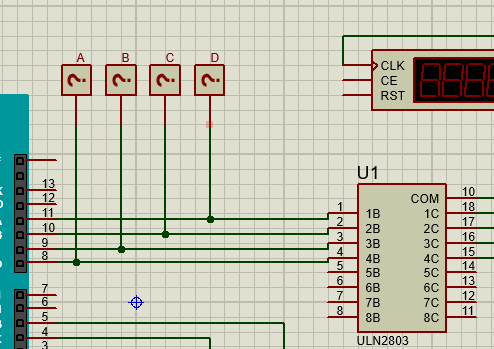 A B C D
? ? ? ?
CLK
CE
RST
U1
13
12
11
10
9
8
7
6
5
4
3
1 1B COM 10
2 2B 1C 18
3 3B 2C 17
4 4B 3C 16
5 5B 4C 15
6 6B 5C 14
7 7B 6C 13
8 8B 7C 12
8C 11
ULN2803